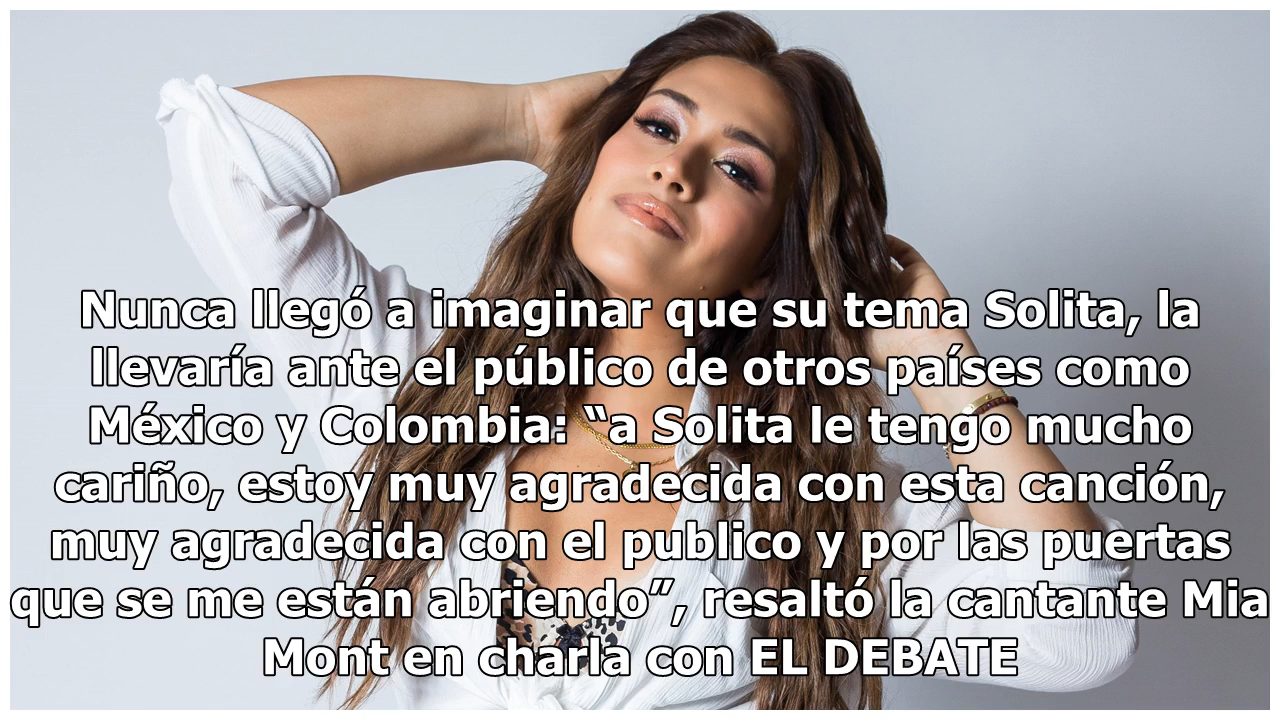 Nunca llegó a imaginar que su tema Solita, la
llevaría ante el público de otros países como
México y Colombia: “a Solita le tengo mucho
cariño, estoy muy agradecida con esta canción,
muy agradecida con el publico y por las puertas
que se me están abriendo”, resaltó la cantante Mia
Mont en charla con EL DEBATE